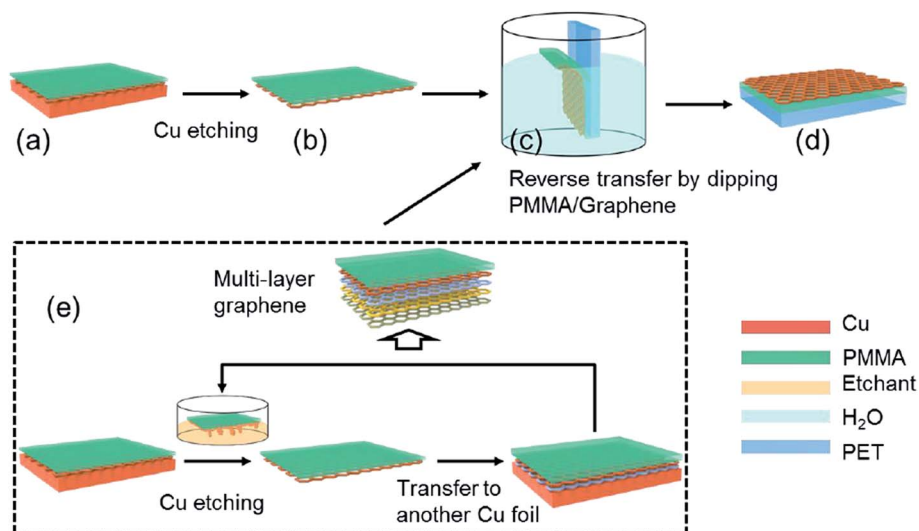 (a)
Cu etching
(b)
(c)
(d)
Reverse transfer by dipping
PMMA/Graphene
(e)
Multi-layer
graphene
Cu etching
Transfer to
another Cu foil
Cu
PMMA
Etchant
H₂O
PET